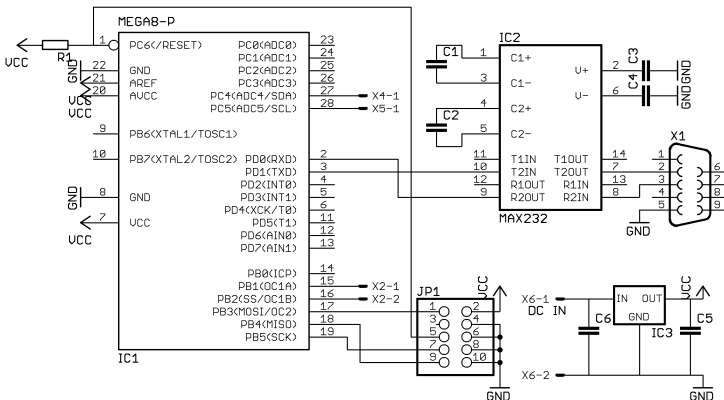 MEGA8-P
IC1
VCC
R1
1 PC6(/RESET)
GND
22 GND
21 AREF
20 AVCC
VCC
VCC
9 PB6(XTAL1/TOSC1)
10 PB7(XTAL2/TOSC2)
GND
8 GND
7 VCC
VCC
PC0(ADC0) 23
PC1(ADC1) 24
PC2(ADC2) 25
PC3(ADC3) 26
PC4(ADC4/SDA) 27 X4-1
PC5(ADC5/SCL) 28 X5-1
PD0(RXD) 2
PD1(TXD) 3
PD2(INT0) 4
PD3(INT1) 5
PD4(XCK/T0) 6
PD5(T1) 11
PD6(AIN0) 12
PD7(AIN1) 13
PB0(ICP) 14
PB1(OC1A) 15 X2-1
PB2(SS/OC1B) 16 X2-2
PB3(MOSI/OC2) 17
PB4(MISO) 18
PB5(SCK) 19
IC2
MAX232
C1
1 C1+
3 C1-
C2
4 C2+
5 C2-
11 T1IN
10 T2IN
12 R1OUT
9 R2OUT
V+ 2 C3 GND
V- 6 C4 GND
T1OUT 14
T2OUT 7
R1IN 13
R2IN 8
X1
1
2
3
4
5
6
7
8
9
GND
JP1
VCC
1 2
3 4
5 6
7 8
9 10
GND
X6-1
DC IN
IN OUT
GND
IC3
VCC
C6
C5
X6-2
GND